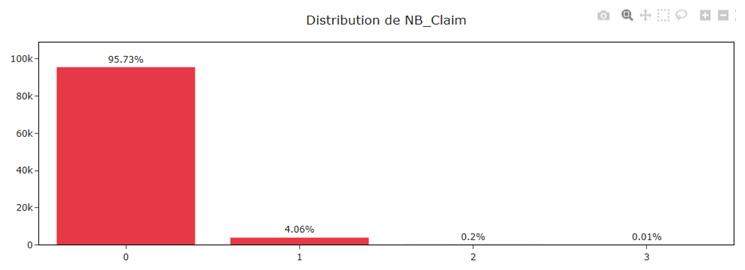 Distribution de NB_Claim
100k
80k
60k
40k
20k
0
95.73%
4.06%
0.2%
0.01%
0
1
2
3